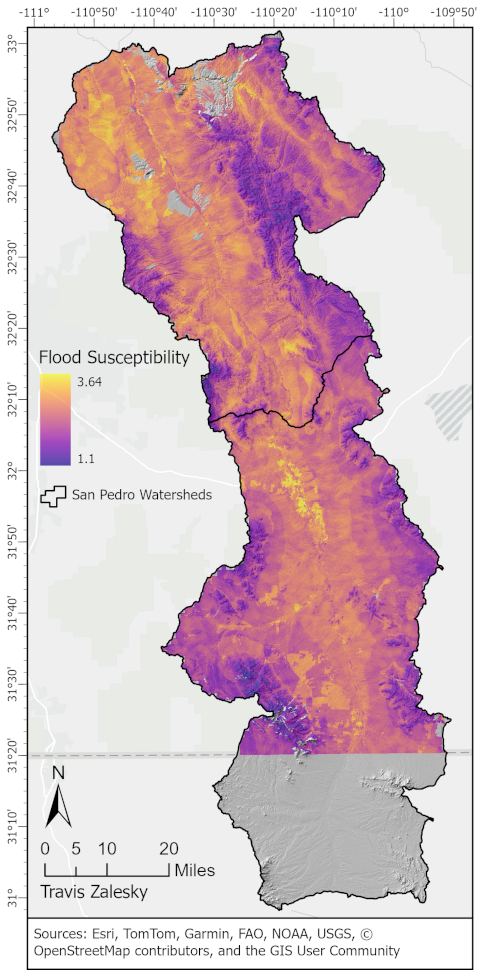 -111° -110°50' -110°40' -110°30' -110°20' -110°10' -110° -109°50'
33°
32°50'
32°40'
32°30'
32°20'
32°10'
32°
31°50'
31°40'
31°30'
31°20'
31°10'
31°
Flood Susceptibility
3.64
1.1
San Pedro Watersheds
N
0 5 10 20
Miles
Travis Zalesky
Sources: Esri, TomTom, Garmin, FAO, NOAA, USGS, ©
OpenStreetMap contributors, and the GIS User Community